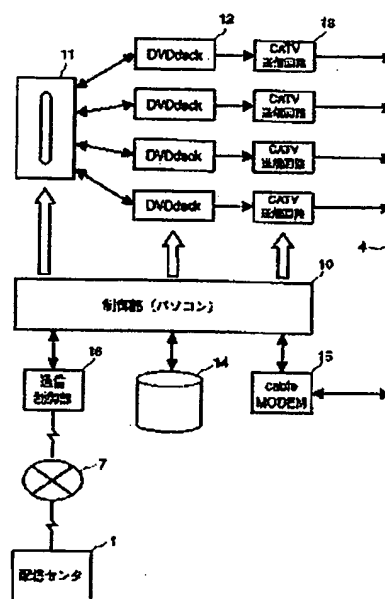 11
12
DVDdeck
18
CATV
送信回路
DVDdeck
CATV
送信回路
DVDdeck
CATV
送信回路
DVDdeck
CATV
送信回路
4
10
制御部(パソコン)
16
通信
制御部
14
15
cable
MODEM
7
1
配信センタ